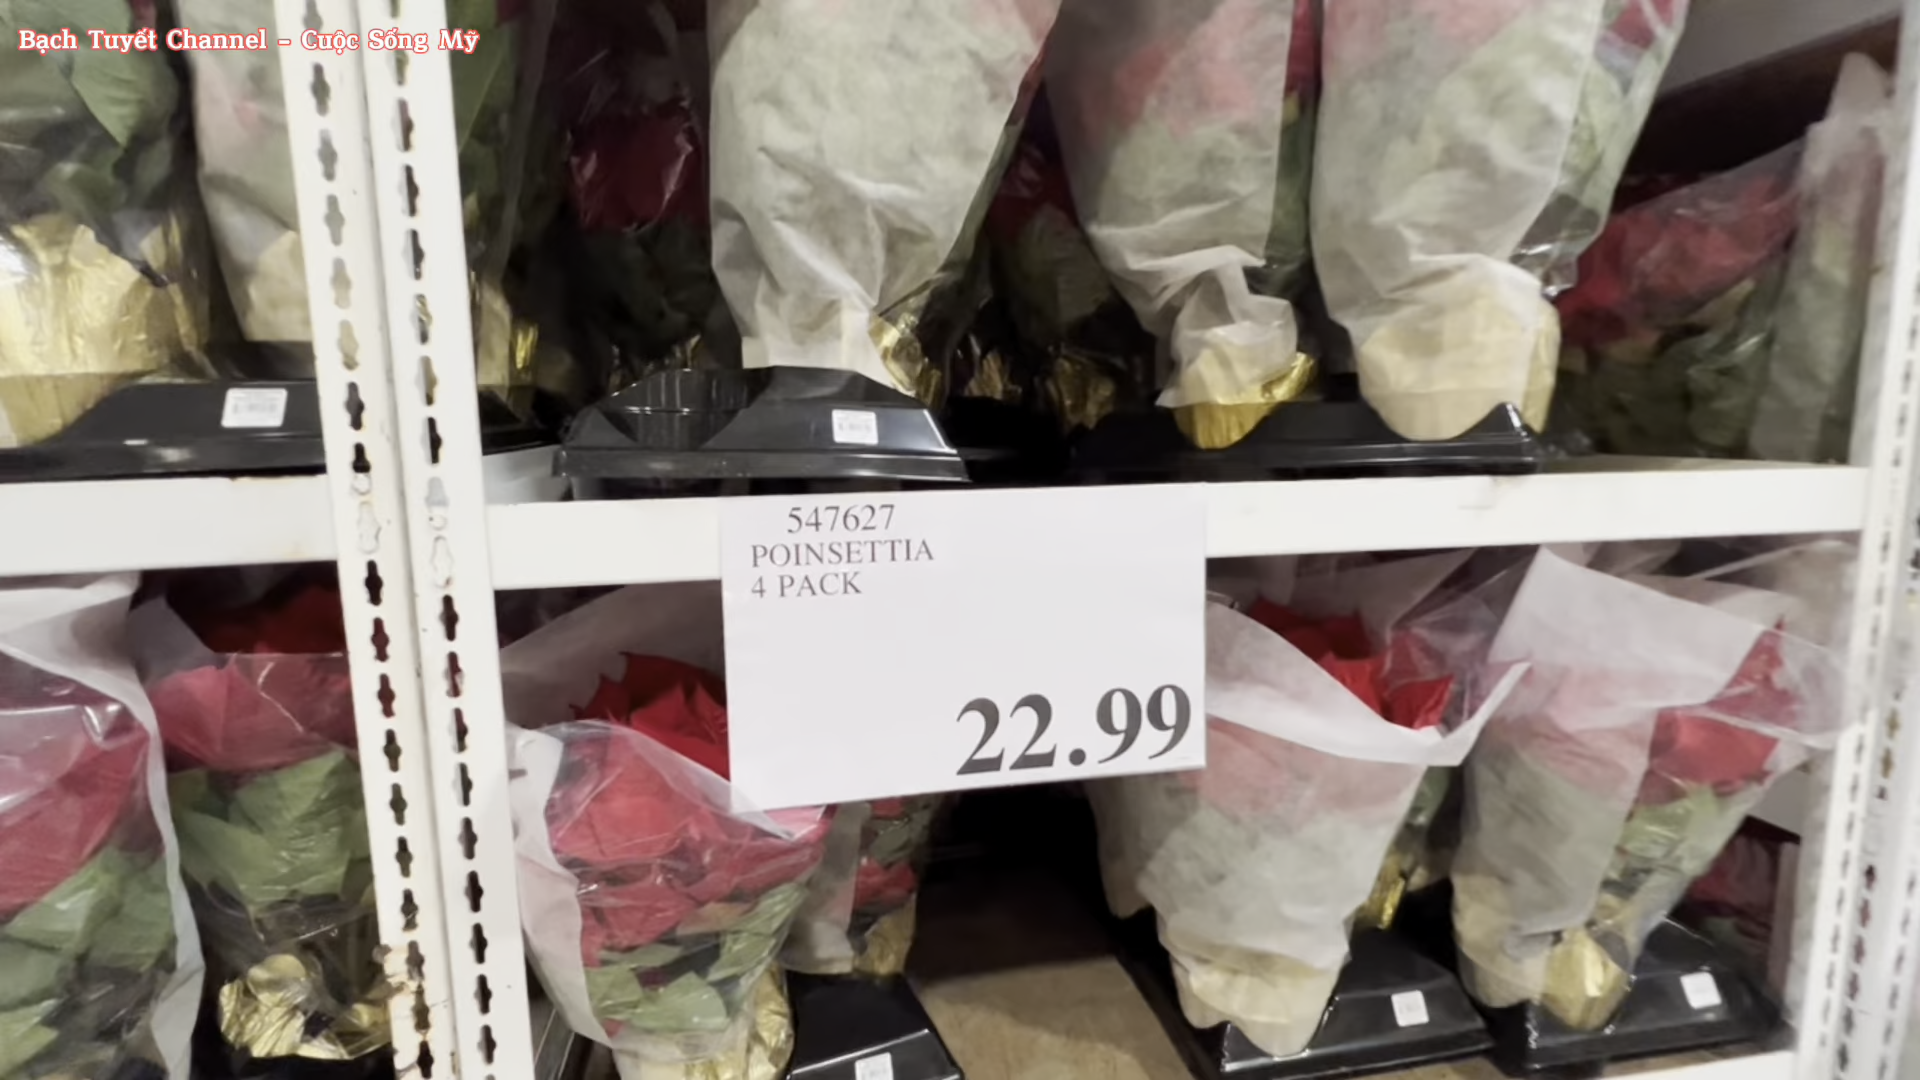 Bạch Tuyết Channel - Cuộc Sống Mỹ
547627
POINSETTIA
4 PACK
22.99